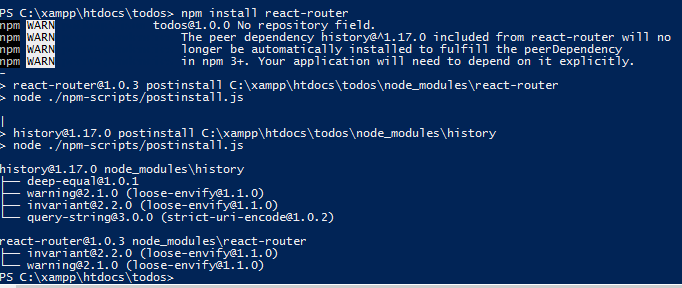 PS C:\xampp\htdocs\todos> npm install react-router
npm WARN todos@1.0.0 No repository field.
npm WARN The peer dependency history@^1.17.0 included from react-router will no
npm WARN longer be automatically installed to fulfill the peerDependency
npm WARN in npm 3+. Your application will need to depend on it explicitly.
-
> react-router@1.0.3 postinstall C:\xampp\htdocs\todos\node_modules\react-router
> node ./npm-scripts/postinstall.js
|
> history@1.17.0 postinstall C:\xampp\htdocs\todos\node_modules\history
> node ./npm-scripts/postinstall.js
history@1.17.0 node_modules\history
├── deep-equal@1.0.1
├── warning@2.1.0 (loose-envify@1.1.0)
├── invariant@2.2.0 (loose-envify@1.1.0)
└── query-string@3.0.0 (strict-uri-encode@1.0.2)
react-router@1.0.3 node_modules\react-router
├── invariant@2.2.0 (loose-envify@1.1.0)
└── warning@2.1.0 (loose-envify@1.1.0)
PS C:\xampp\htdocs\todos>